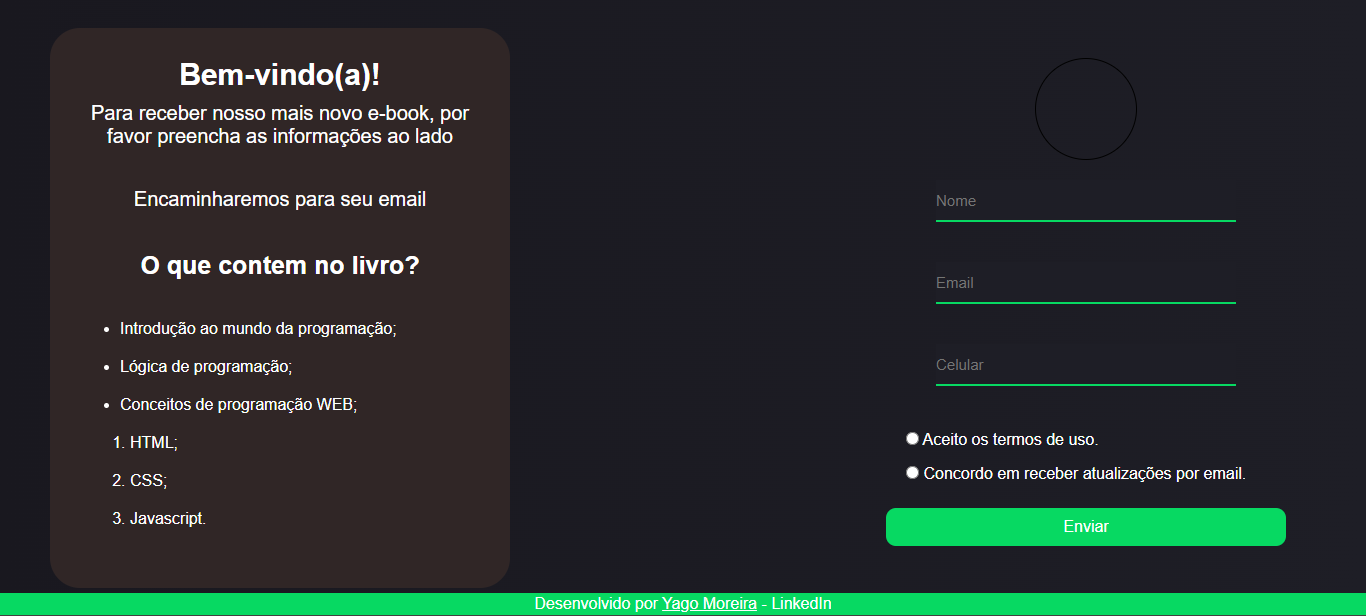 Bem-vindo(a)!
Para receber nosso mais novo e-book, por
favor preencha as informações ao lado
Encaminharemos para seu email
O que contem no livro?
• Introdução ao mundo da programação;
• Lógica de programação;
• Conceitos de programação WEB;
1. HTML;
2. CSS;
3. Javascript.
Nome
Email
Celular
Aceito os termos de uso.
Concordo em receber atualizações por email.
Enviar
Desenvolvido por Yago Moreira - LinkedIn